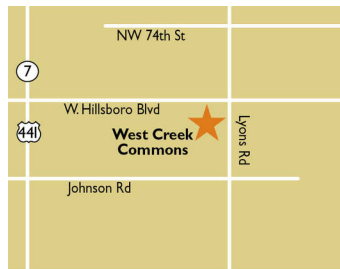 NW 74th St
7
W. Hillsboro Blvd
441
West Creek
Commons
Lyons Rd
Johnson Rd